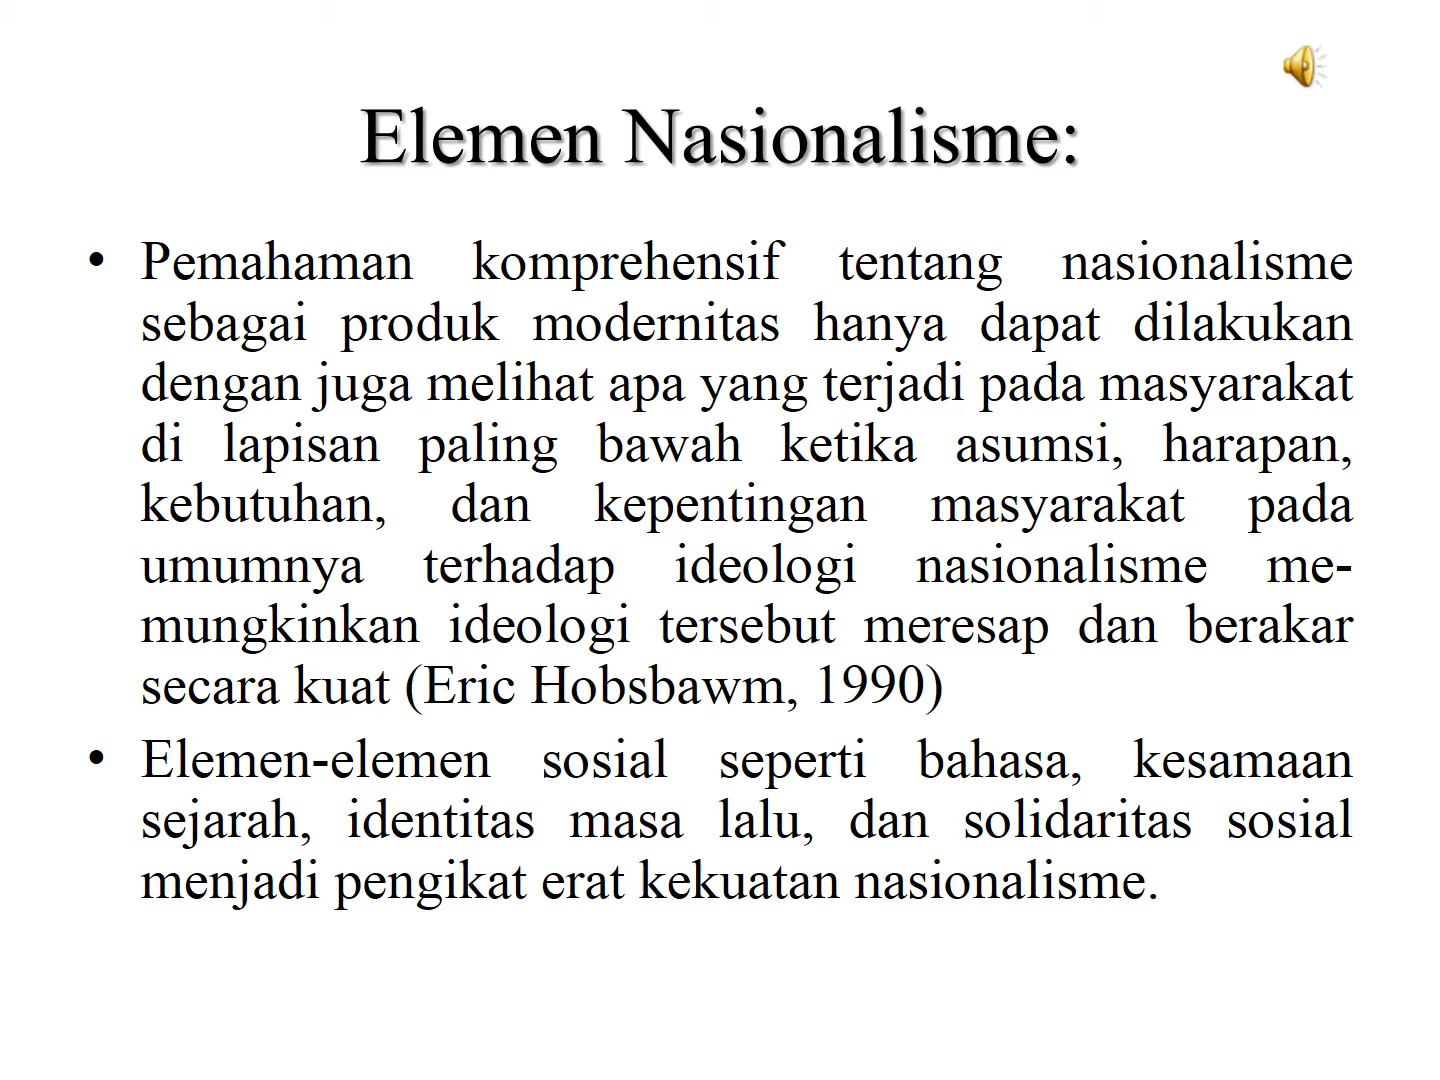 Elemen Nasionalisme:
• Pemahaman komprehensif tentang nasionalisme
sebagai produk modernitas hanya dapat dilakukan
dengan juga melihat apa yang terjadi pada masyarakat
di lapisan paling bawah ketika asumsi, harapan,
kebutuhan, dan kepentingan masyarakat pada
umumnya terhadap ideologi nasionalisme me-
mungkinkan ideologi tersebut meresap dan berakar
secara kuat (Eric Hobsbawm, 1990)
• Elemen-elemen sosial seperti bahasa, kesamaan
sejarah, identitas masa lalu, dan solidaritas sosial
menjadi pengikat erat kekuatan nasionalisme.